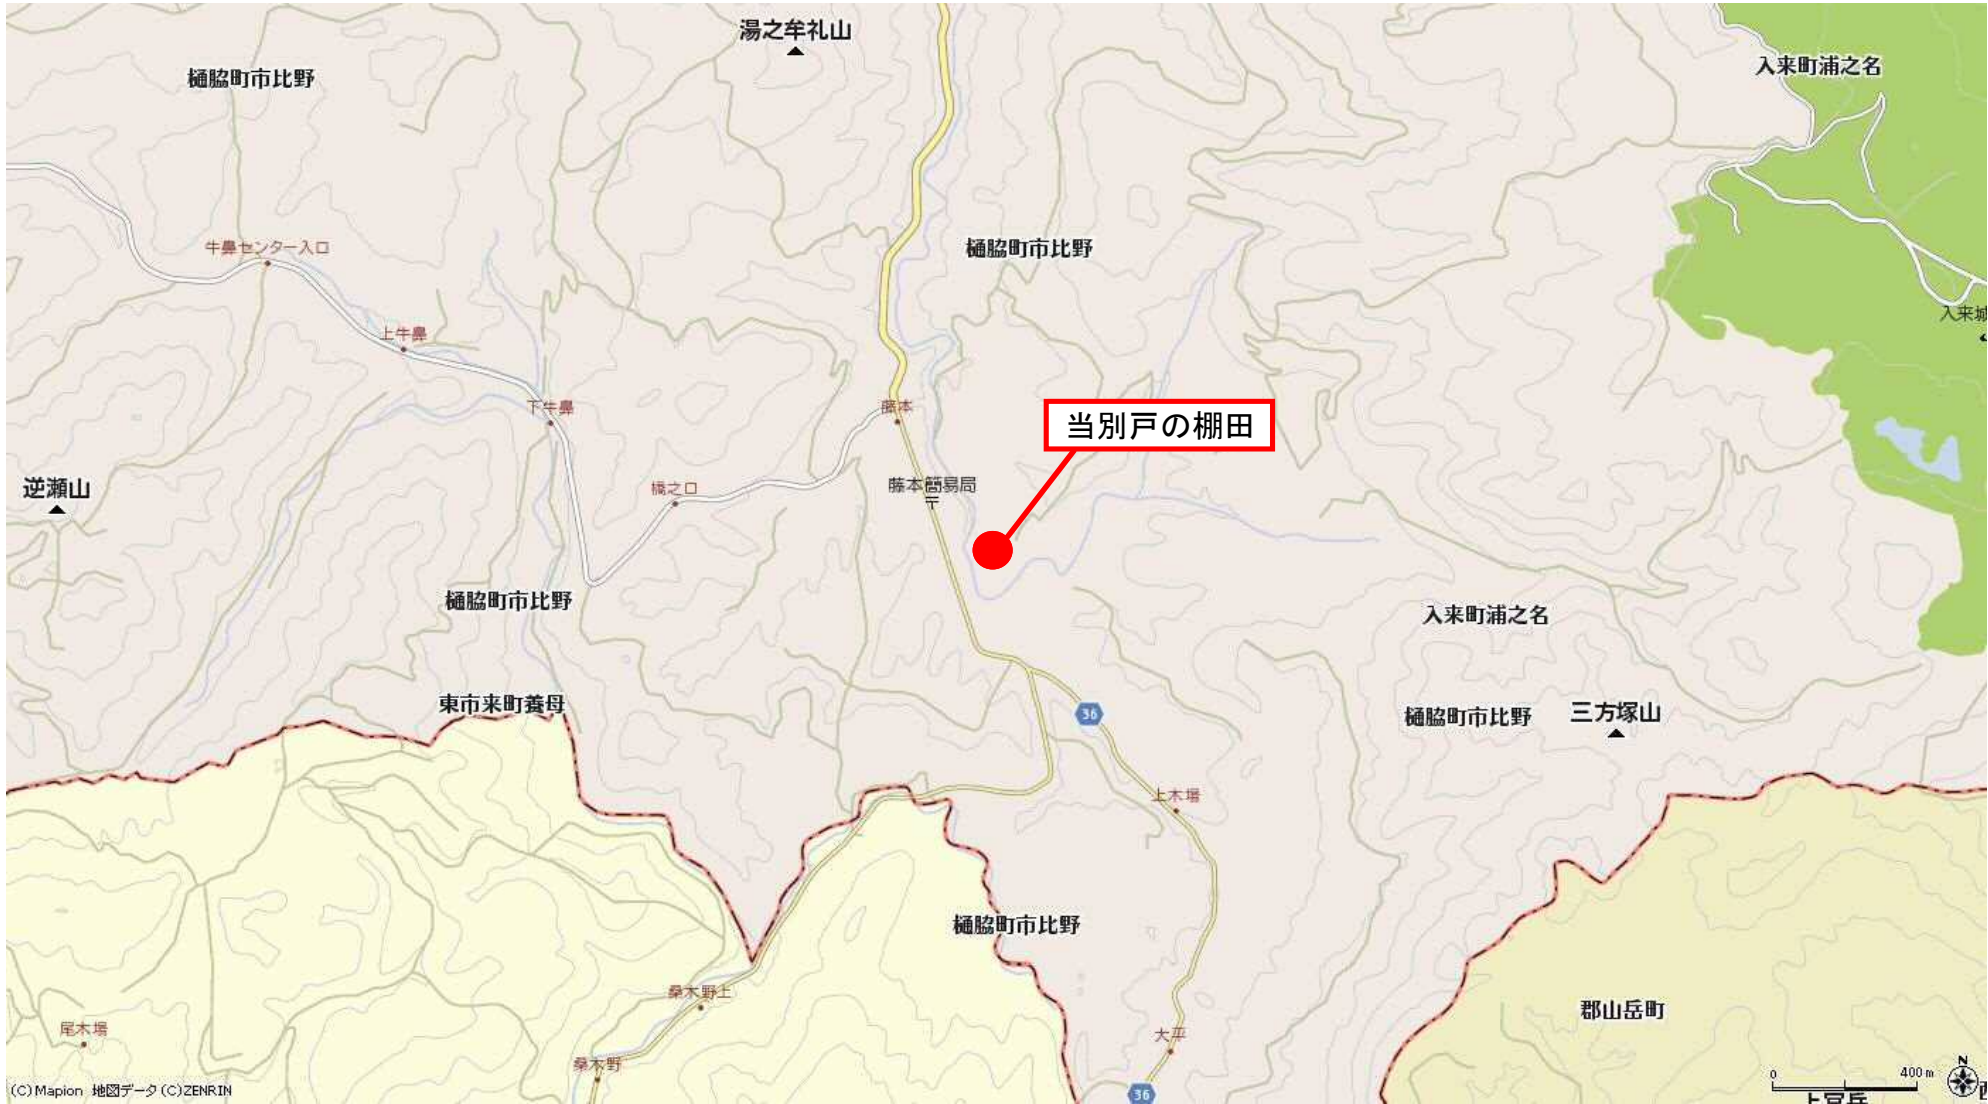 湯之牟礼山
樋脇町市比野
入来町浦之名
牛鼻センター入口
樋脇町市比野
入来城
上牛鼻
下牛鼻
藤本
当別戸の棚田
逆瀬山
橋之口
藤本簡易局
〒
樋脇町市比野
入来町浦之名
東市来町養母
36
樋脇町市比野
三方塚山
上木場
樋脇町市比野
桑木野上
郡山岳町
尾木場
大平
桑木野
N
0 400m
(C)Mapion 地図データ(C)ZENRIN
36